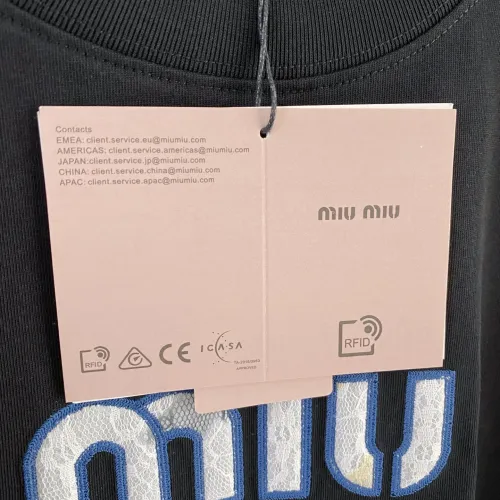 Contacts
EMEA: client.service.eu@miumiu.com
AMERICAS: client.service.americas@miumiu.com
JAPAN:client.service.jp@miumiu.com
CHINA: client.service.china@miumiu.com
APAC: client.service.apac@miumiu.com
miu miu
RFID
CE
ICASA
RFID
miu